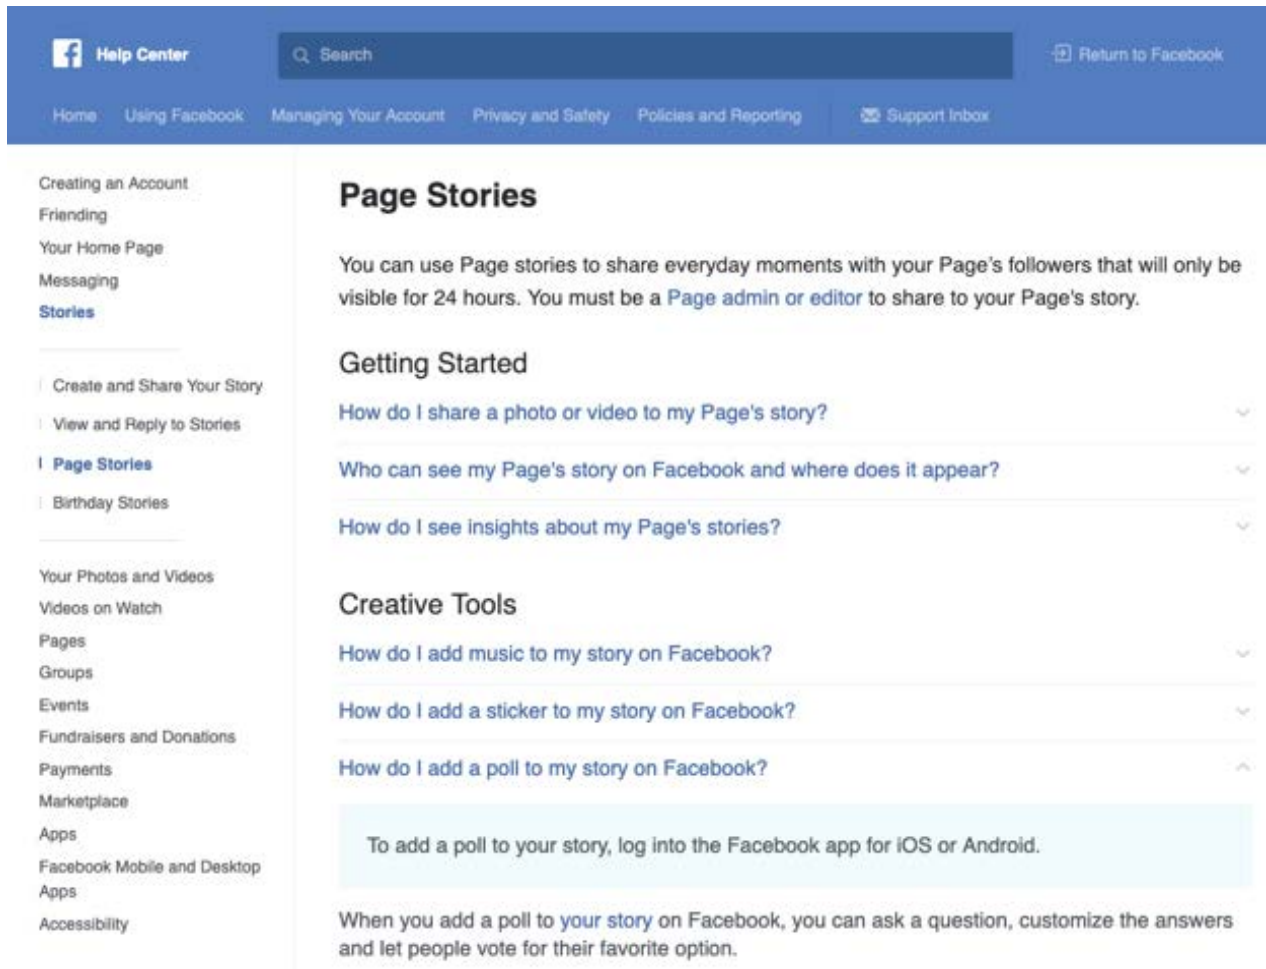 Help Center
Search
Return to Facebook
Home
Using Facebook
Managing Your Account
Privacy and Safety
Policies and Reporting
Support Inbox
Creating an Account
Friending
Your Home Page
Messaging
Stories
Create and Share Your Story
View and Reply to Stories
Page Stories
Birthday Stories
Your Photos and Videos
Videos on Watch
Pages
Groups
Events
Fundraisers and Donations
Payments
Marketplace
Apps
Facebook Mobile and Desktop
Apps
Accessibility
Page Stories
You can use Page stories to share everyday moments with your Page's followers that will only be
visible for 24 hours. You must be a Page admin or editor to share to your Page's story.
Getting Started
How do I share a photo or video to my Page's story?
Who can see my Page's story on Facebook and where does it appear?
How do I see insights about my Page's stories?
Creative Tools
How do I add music to my story on Facebook?
How do I add a sticker to my story on Facebook?
How do I add a poll to my story on Facebook?
To add a poll to your story, log into the Facebook app for iOS or Android.
When you add a poll to your story on Facebook, you can ask a question, customize the answers
and let people vote for their favorite option.